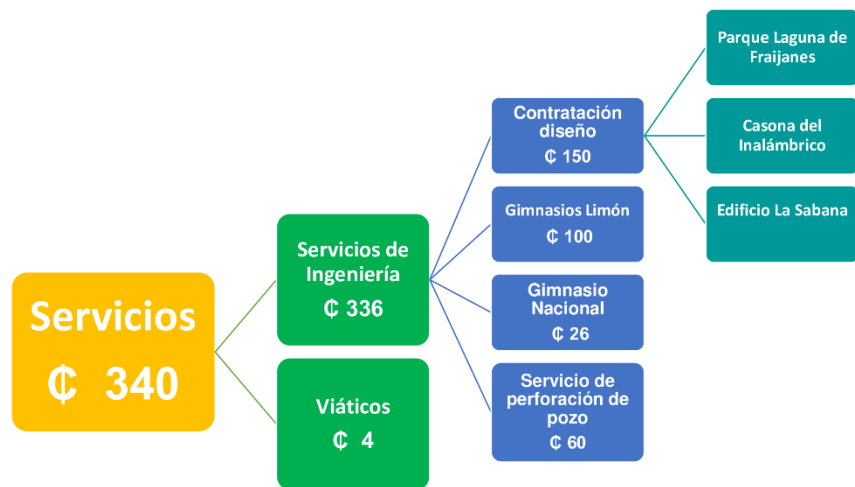 Servicios
₡ 340
Servicios de
Ingeniería
₡ 336
Viáticos
₡ 4
Contratación
diseño
₡ 150
Gimnasios Limón
₡ 100
Gimnasio
Nacional
₡ 26
Servicio de
perforación de
pozo
₡ 60
Parque Laguna de
Fraijanes
Casona del
Inalámbrico
Edificio La Sabana